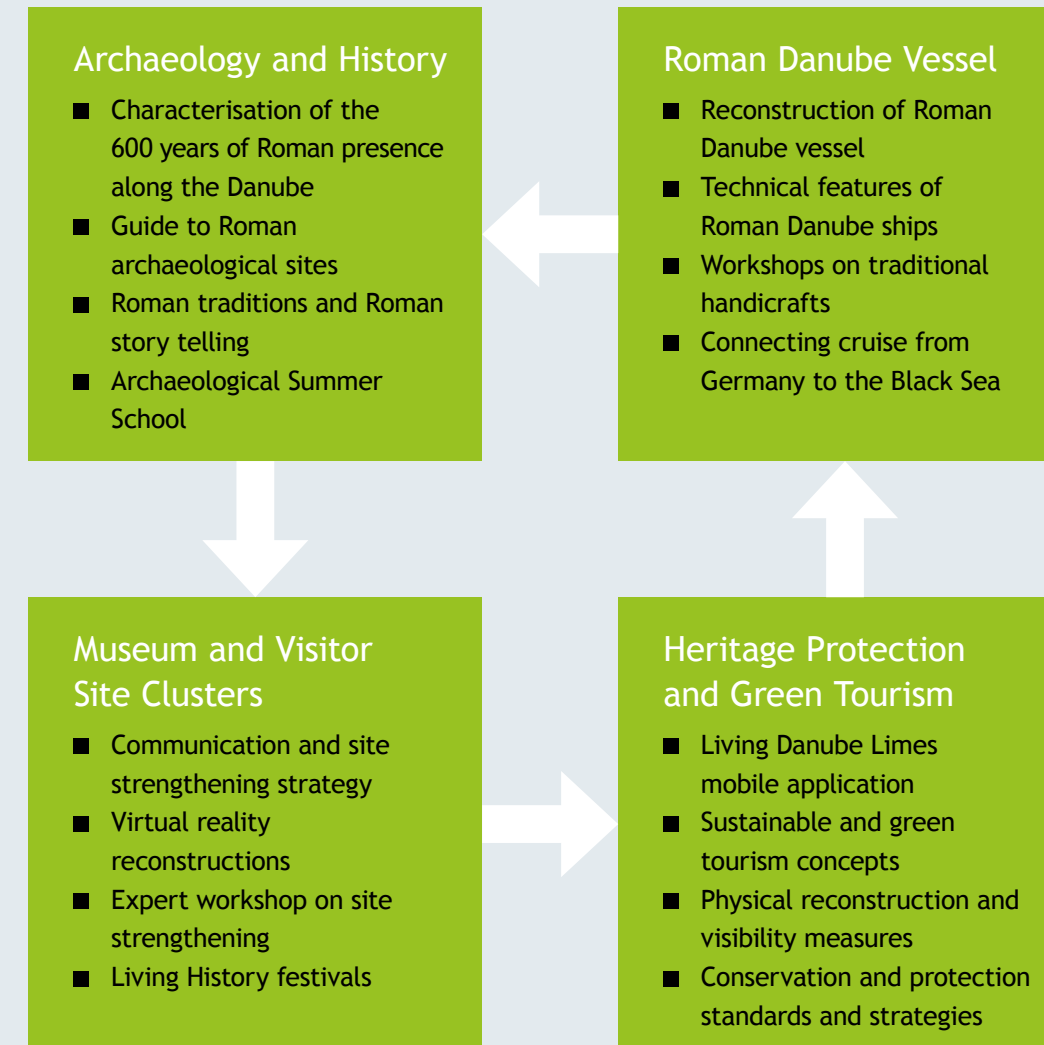 Archaeology and History
■ Characterisation of the
600 years of Roman presence
along the Danube
■ Guide to Roman
archaeological sites
■ Roman traditions and Roman
story telling
■ Archaeological Summer
School
Roman Danube Vessel
■ Reconstruction of Roman
Danube vessel
■ Technical features of
Roman Danube ships
■ Workshops on traditional
handicrafts
■ Connecting cruise from
Germany to the Black Sea
Museum and Visitor
Site Clusters
■ Communication and site
strengthening strategy
■ Virtual reality
reconstructions
■ Expert workshop on site
strengthening
■ Living History festivals
Heritage Protection
and Green Tourism
■ Living Danube Limes
mobile application
■ Sustainable and green
tourism concepts
■ Physical reconstruction and
visibility measures
■ Conservation and protection
standards and strategies